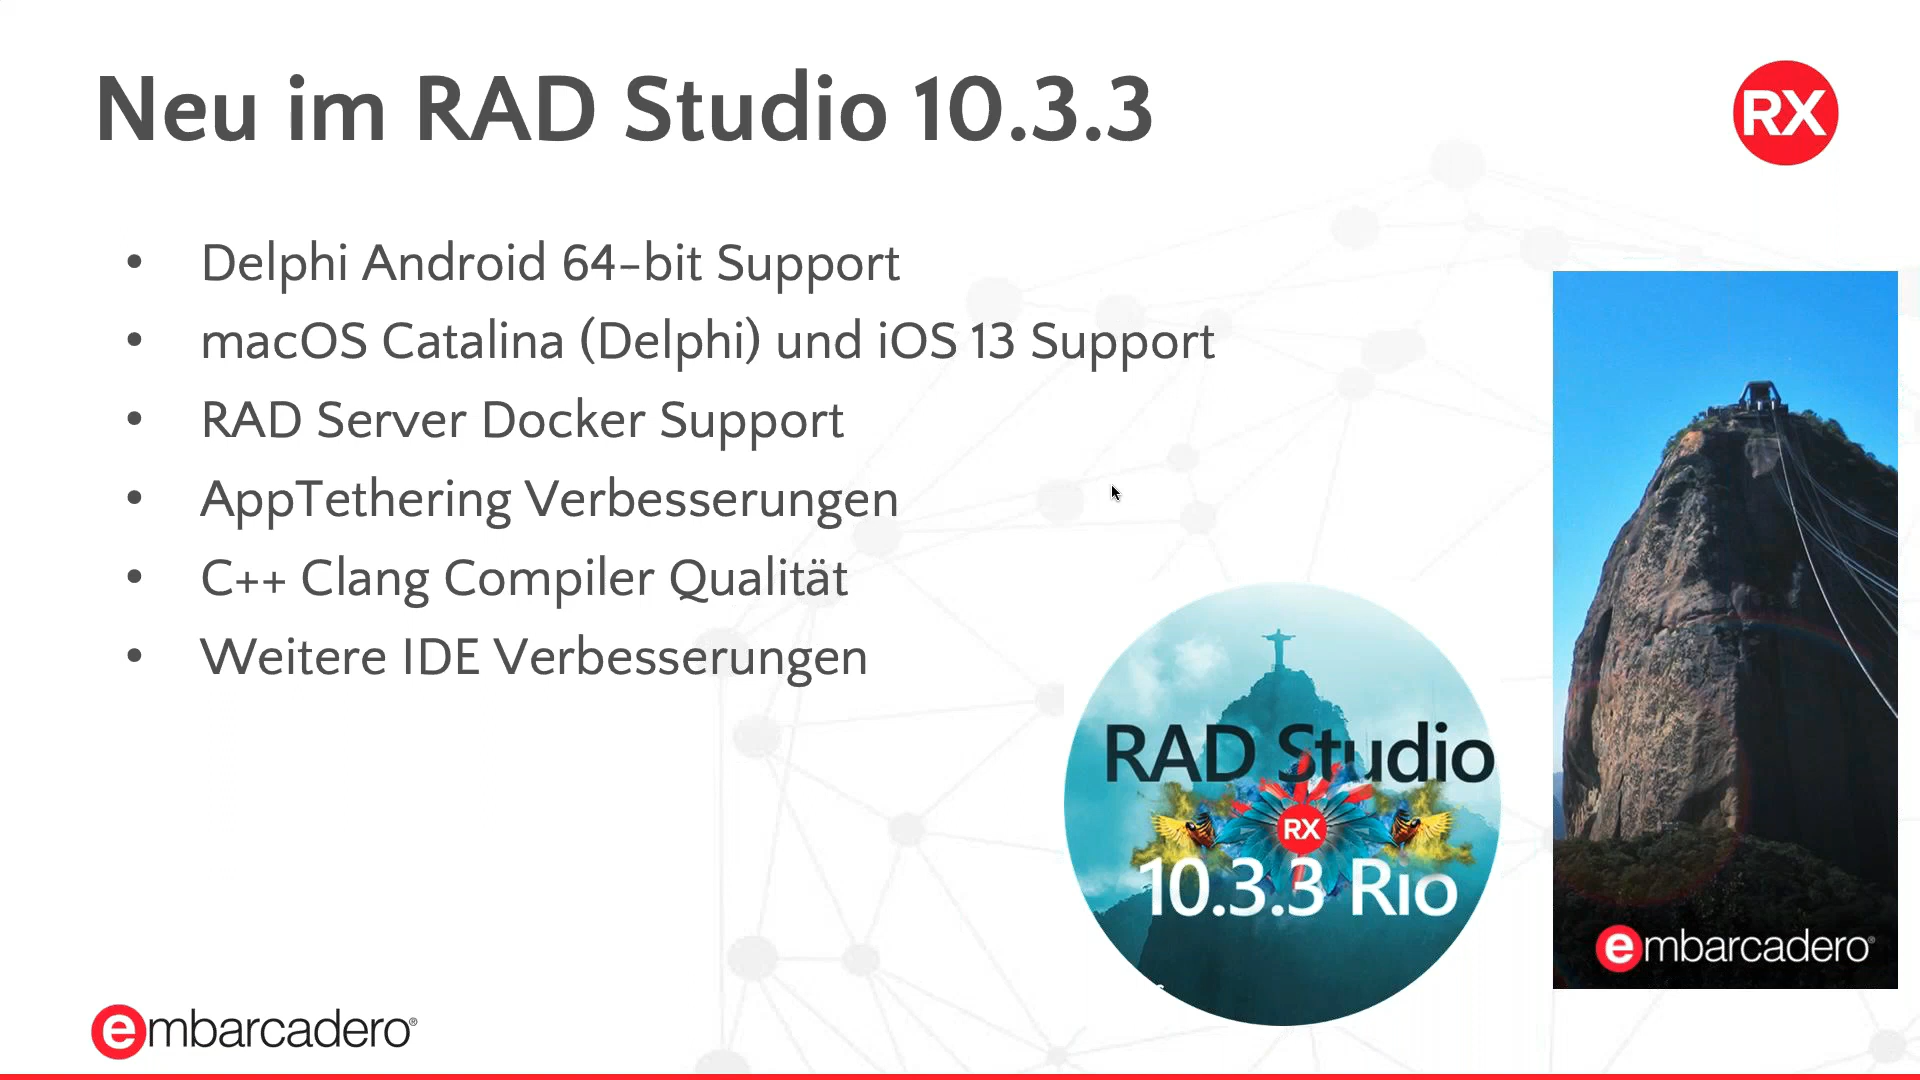 Neu im RAD Studio 10.3.3
RX
• Delphi Android 64-bit Support
• macOS Catalina (Delphi) und iOS 13 Support
• RAD Server Docker Support
• AppTethering Verbesserungen
• C++ Clang Compiler Qualität
• Weitere IDE Verbesserungen
RAD Studio
RX
10.3.3 Rio
embarcadero®
embarcadero®